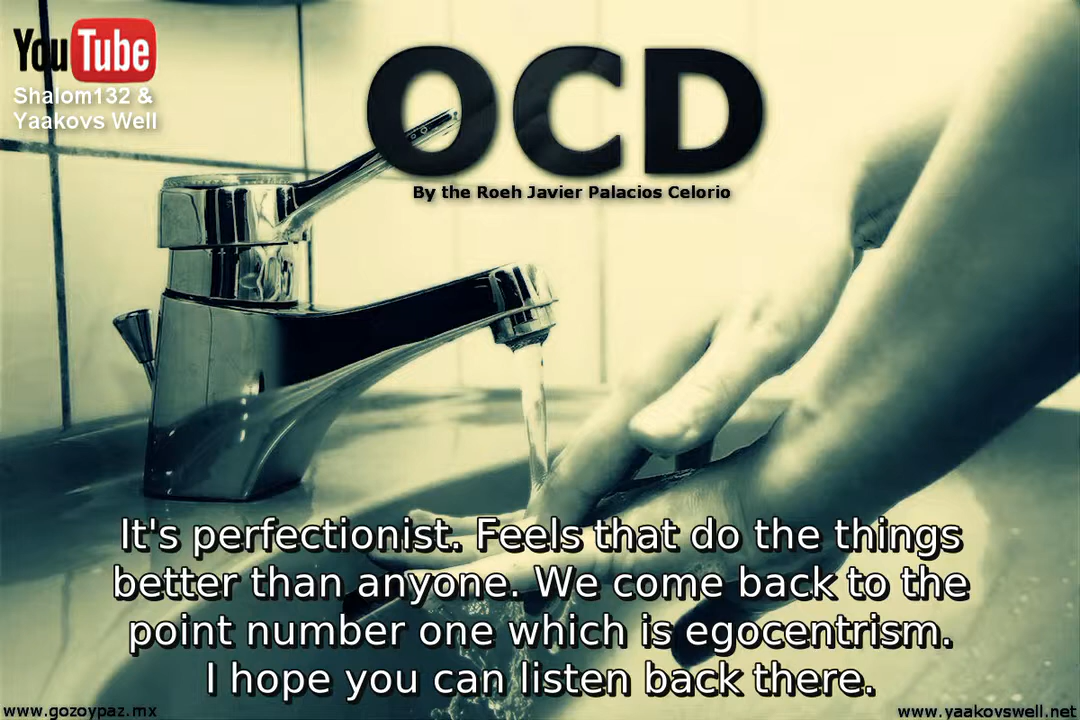 YouTube
Shalom132 &
Yaakovs Well
OCD
By the Roeh Javier Palacios Celorio
It's perfectionist. Feels that do the things
better than anyone. We come back to the
point number one which is egocentrism.
I hope you can listen back there.
www.gozoypaz.mx
www.yaakovswell.net